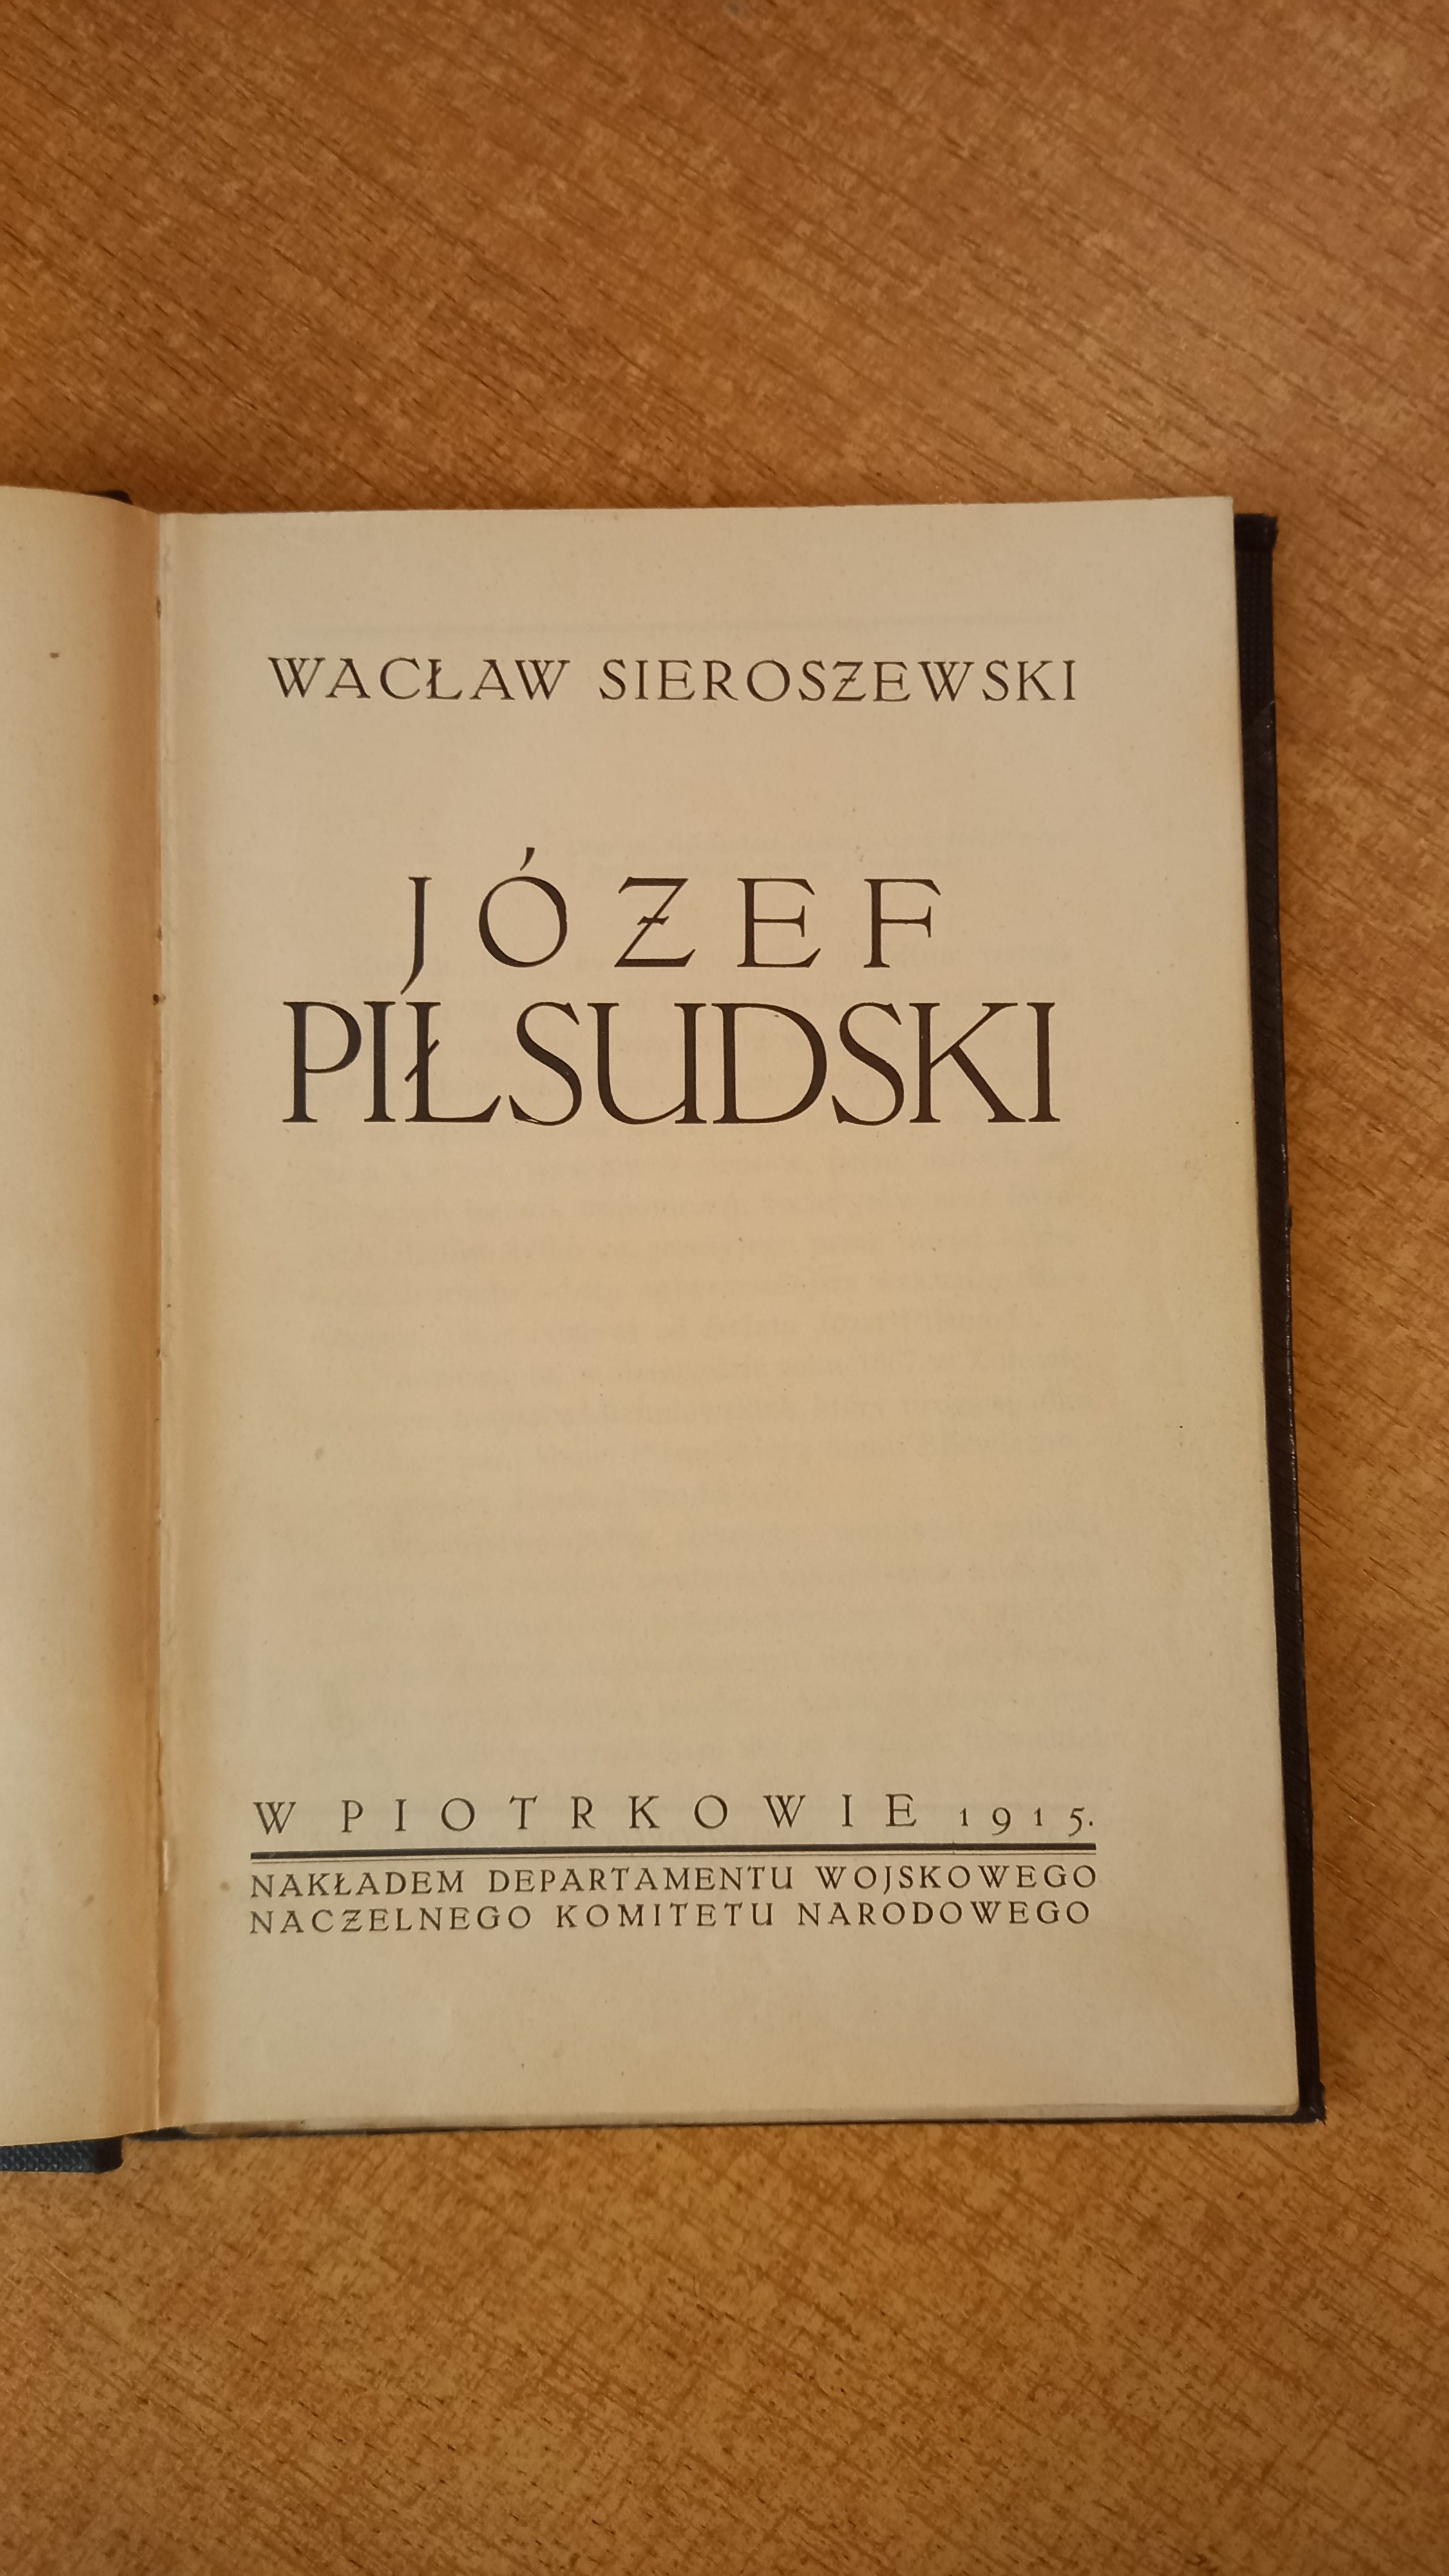 WACŁAW SIEROSZEWSKI
JÓZEF
PIŁSUDSKI
W PIOTRKOWIE 1915.
NAKŁADEM DEPARTAMENTU WOJSKOWEGO
NACZELNEGO KOMITETU NARODOWEGO